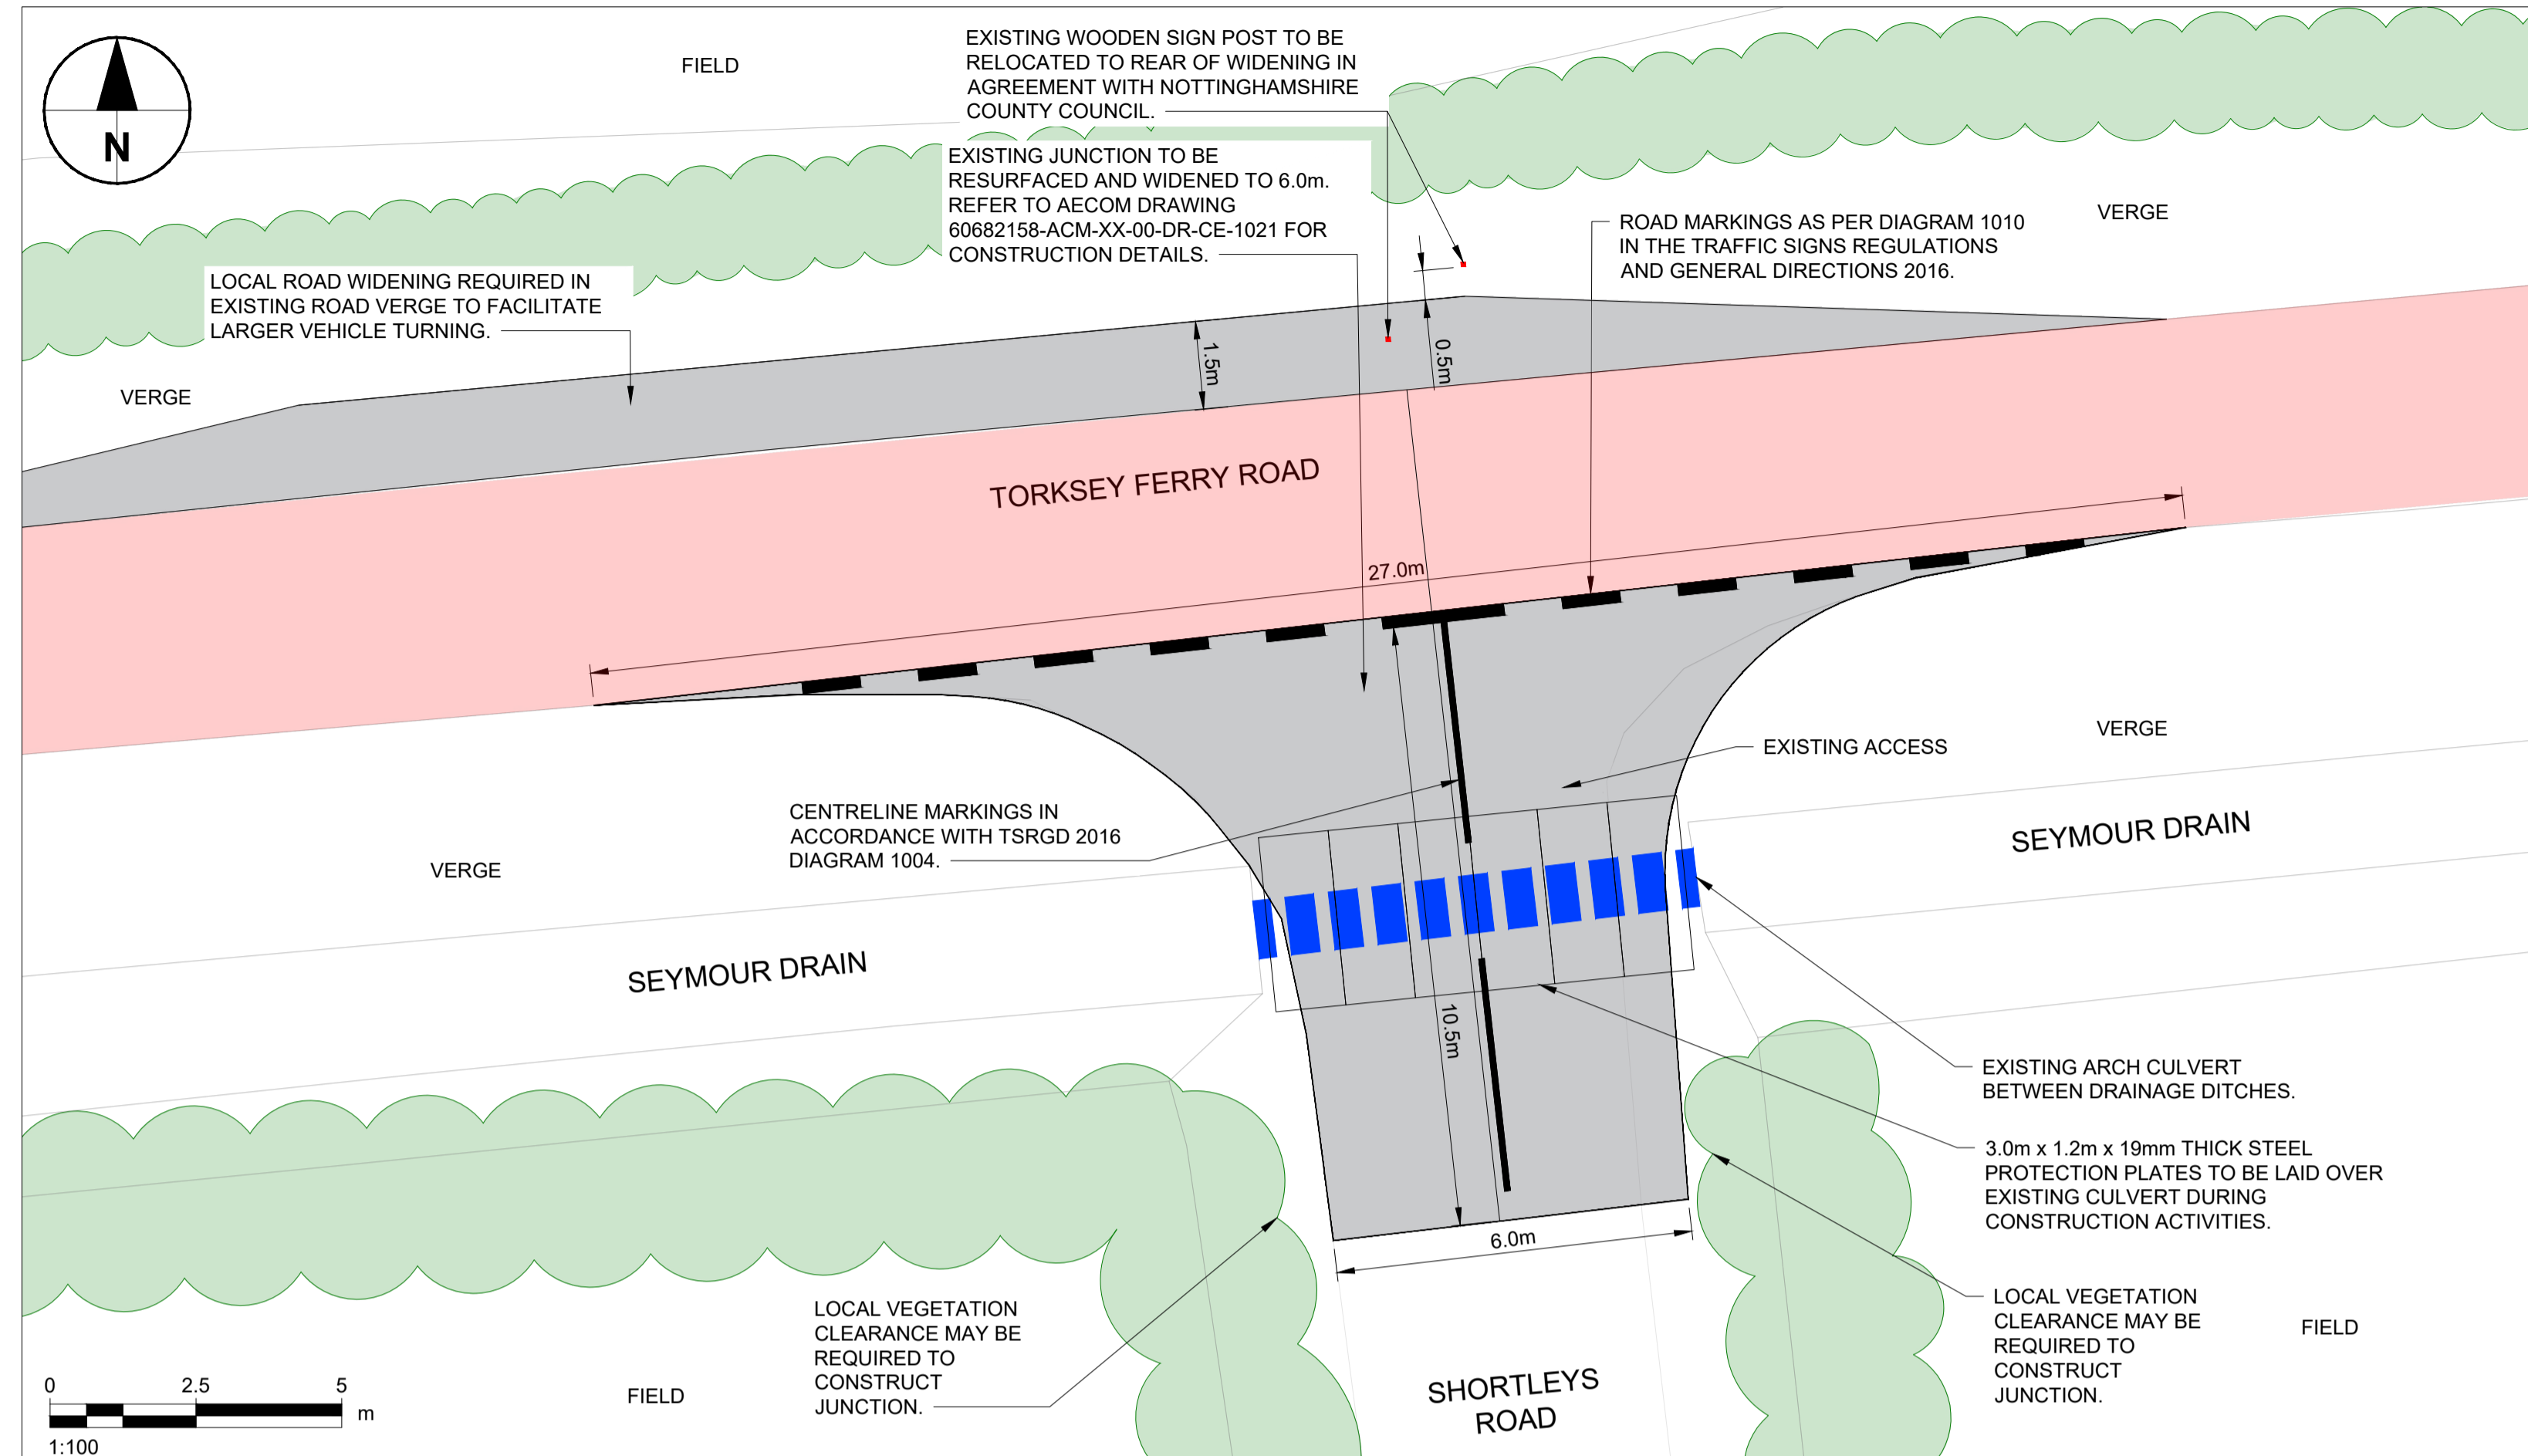 N
FIELD
EXISTING WOODEN SIGN POST TO BE
RELOCATED TO REAR OF WIDENING IN
AGREEMENT WITH NOTTINGHAMSHIRE
COUNTY COUNCIL.
EXISTING JUNCTION TO BE
RESURFACED AND WIDENED TO 6.0m.
REFER TO AECOM DRAWING
60682158-ACM-XX-00-DR-CE-1021 FOR
CONSTRUCTION DETAILS.
ROAD MARKINGS AS PER DIAGRAM 1010
IN THE TRAFFIC SIGNS REGULATIONS
AND GENERAL DIRECTIONS 2016.
VERGE
LOCAL ROAD WIDENING REQUIRED IN
EXISTING ROAD VERGE TO FACILITATE
LARGER VEHICLE TURNING.
VERGE
1.5m
0.5m
TORKSEY FERRY ROAD
27.0m
EXISTING ACCESS
VERGE
CENTRELINE MARKINGS IN
ACCORDANCE WITH TSRGD 2016
DIAGRAM 1004.
VERGE
SEYMOUR DRAIN
SEYMOUR DRAIN
10.5m
EXISTING ARCH CULVERT
BETWEEN DRAINAGE DITCHES.
3.0m x 1.2m x 19mm THICK STEEL
PROTECTION PLATES TO BE LAID OVER
EXISTING CULVERT DURING
CONSTRUCTION ACTIVITIES.
6.0m
LOCAL VEGETATION
CLEARANCE MAY BE
REQUIRED TO
CONSTRUCT
JUNCTION.
LOCAL VEGETATION
CLEARANCE MAY BE
REQUIRED TO
CONSTRUCT
JUNCTION.
FIELD
FIELD
SHORTLEYS
ROAD
0 2.5 5
m
1:100